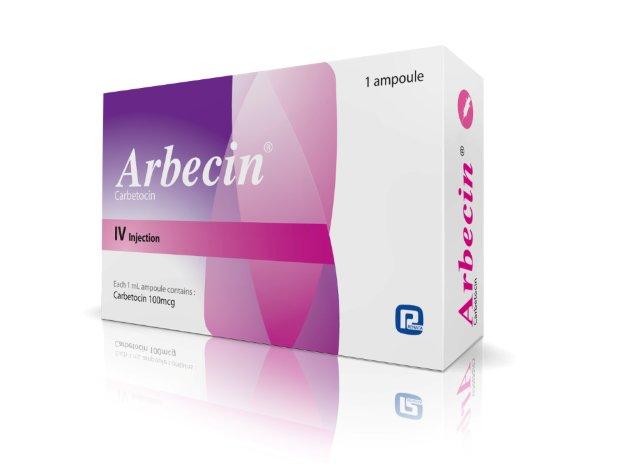 1 ampoule
Arbecin®
Carbetocin
IV Injection
Each 1 mL ampoule contains :
Carbetocin 100mcg
Arbecin®
Carbetocin